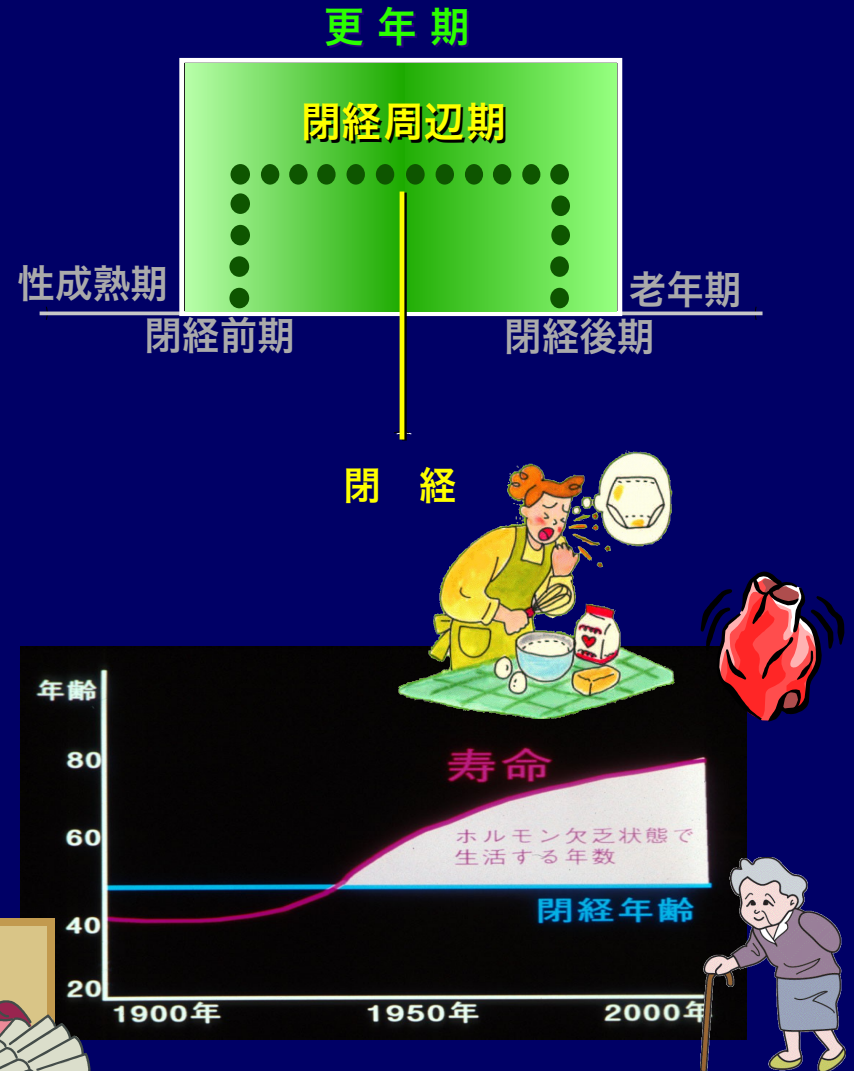 更 年 期
閉経周辺期
性成熟期
老年期
閉経前期
閉経後期
閉 経
年齢
80
寿命
60
ホルモン欠乏状態で
生活する年数
閉経年齢
40
20
1900年
1950年
2000年